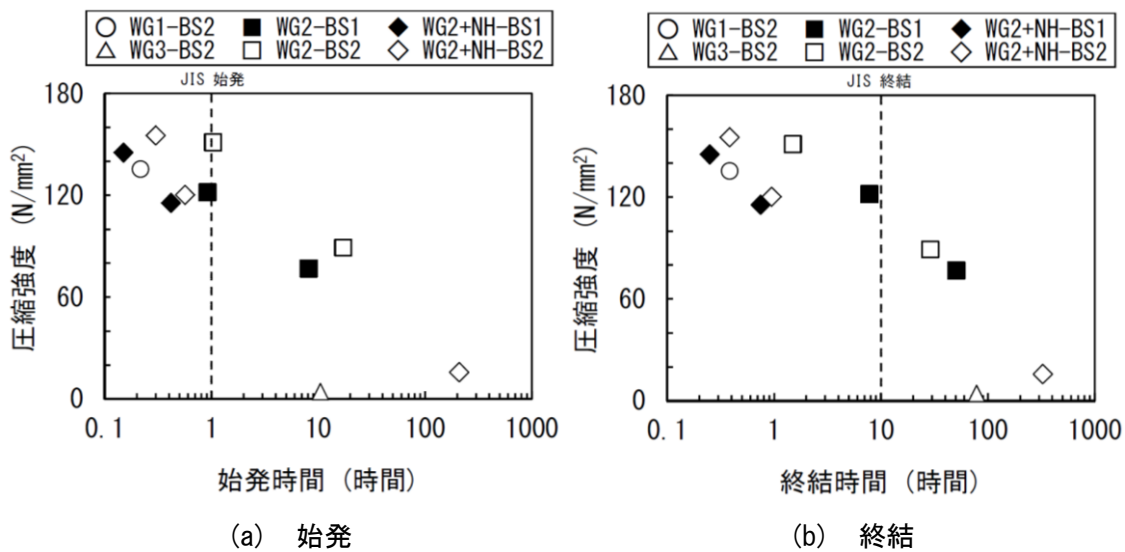 WG1-BS2 WG2-BS1 WG2+NH-BS1
WG3-BS2 WG2-BS2 WG2+NH-BS2
JIS 始発
180
120
60
0
圧縮強度 (N/mm²)
0.1 1 10 100 1000
始発時間 (時間)
(a) 始発
WG1-BS2 WG2-BS1 WG2+NH-BS1
WG3-BS2 WG2-BS2 WG2+NH-BS2
JIS 終結
180
120
60
0
圧縮強度 (N/mm²)
0.1 1 10 100 1000
終結時間 (時間)
(b) 終結